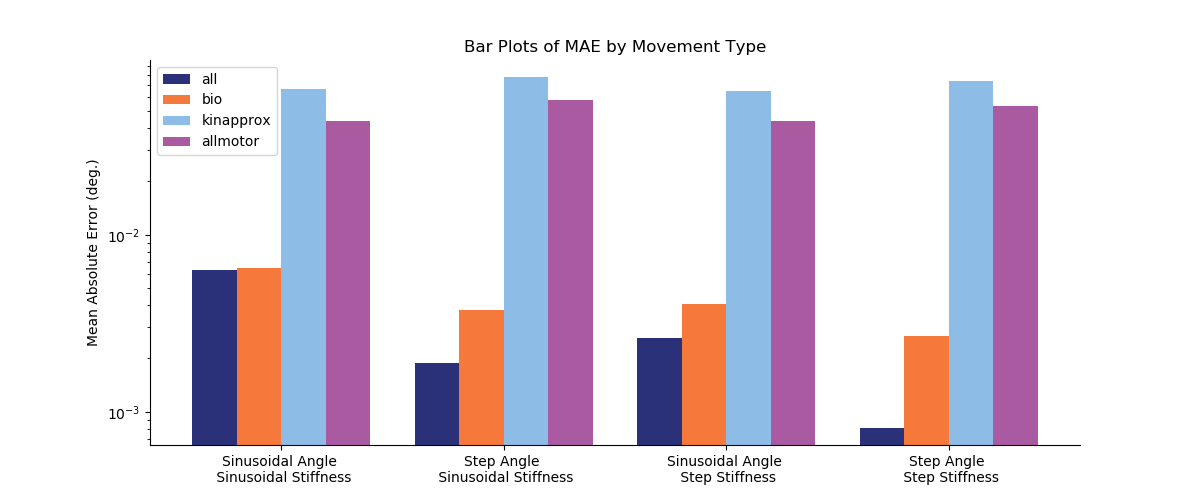 Bar Plots of MAE by Movement Type
all
bio
kinapprox
allmotor
Mean Absolute Error (deg.)
10⁻²
10⁻³
Sinusoidal Angle
Sinusoidal Stiffness
Step Angle
Sinusoidal Stiffness
Sinusoidal Angle
Step Stiffness
Step Angle
Step Stiffness